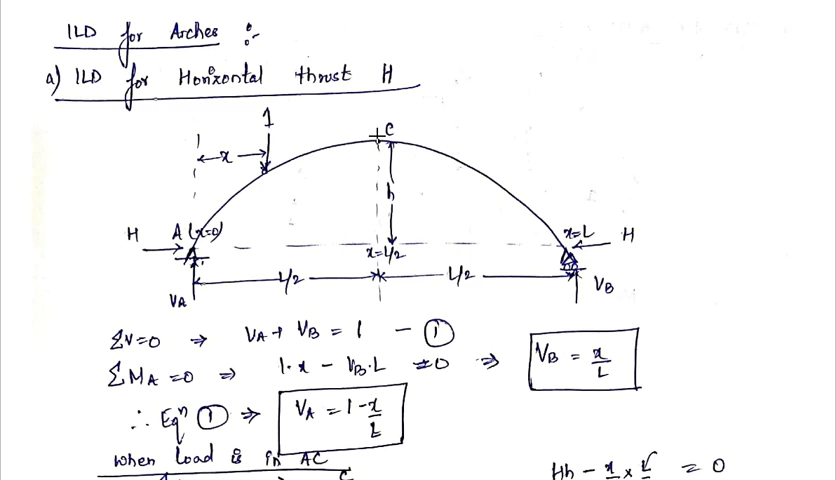 ILD for Arches :-
a) ILD for Horizontal thrust H
1
C
x
h
H A (x=0) x=L H
x=L/2
L/2 L/2
VA VB
ΣV=0 ⇒ VA + VB = 1 - ①
ΣMA = 0 ⇒ 1·x - VB·L = 0 ⇒ VB = x/L
∴ Eqn ① ⇒ VA = 1 - x/L
when load is in AC
Hh - x/ × L/ = 0